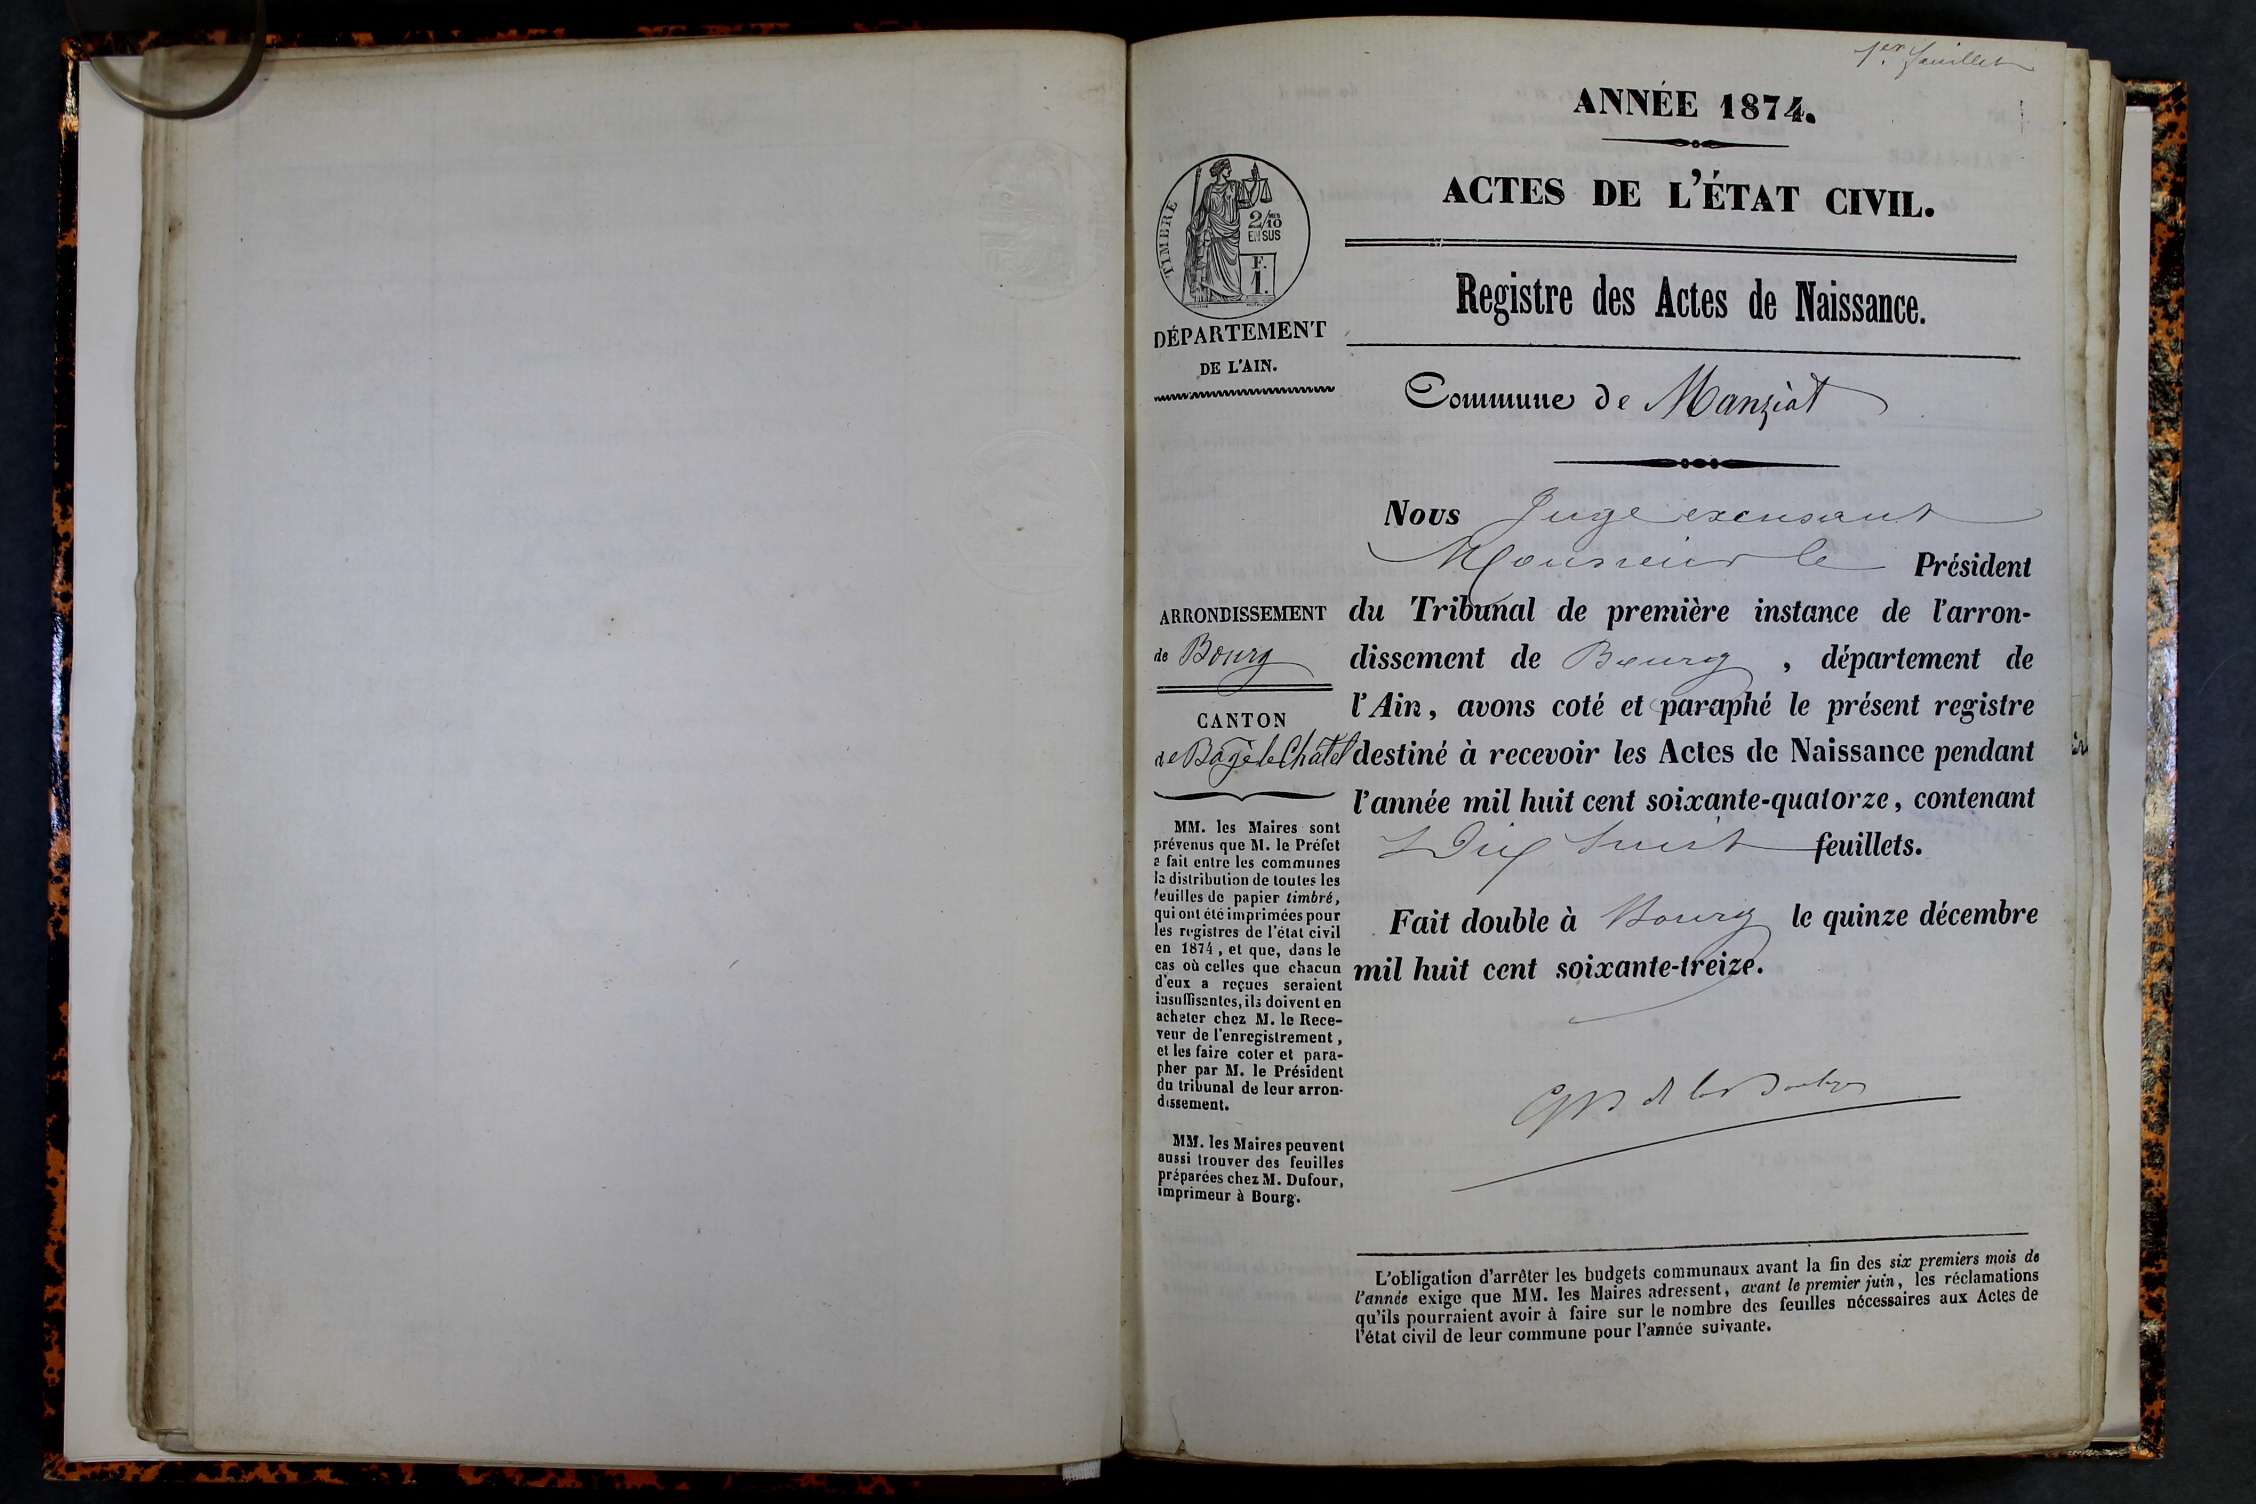 1er feuillet
ANNÉE 1874.
ACTES DE L'ÉTAT CIVIL.
TIMBRE
2/10 MES
EN SUS
F.
1.
DÉPARTEMENT
DE L'AIN.
Registre des Actes de Naissance.
Commune de Manziat
Nous Juge excusant
Monsieur le Président
du Tribunal de première instance de l'arron-
dissement de Bourg, département de
l'Ain, avons coté et paraphé le présent registre
destiné à recevoir les Actes de Naissance pendant
l'année mil huit cent soixante-quatorze, contenant
Dix huit feuillets.
Fait double à Bourg le quinze décembre
mil huit cent soixante-treize.
ARRONDISSEMENT
de Bourg
CANTON
de Bagé le Châtel
MM. les Maires sont
prévenus que M. le Préfet
a fait entre les communes
la distribution de toutes les
feuilles de papier timbré,
qui ont été imprimées pour
les registres de l'état civil
en 1874, et que, dans le
cas où celles que chacun
d'eux a reçues seraient
insuffisantes, ils doivent en
acheter chez M. le Rece-
veur de l'enregistrement,
et les faire coter et para-
pher par M. le Président
du tribunal de leur arron-
dissement.
MM. les Maires peuvent
aussi trouver des feuilles
préparées chez M. Dufour,
imprimeur à Bourg.
L'obligation d'arrêter les budgets communaux avant la fin des six premiers mois de
l'année exige que MM. les Maires adressent, avant le premier juin, les réclamations
qu'ils pourraient avoir à faire sur le nombre des feuilles nécessaires aux Actes de
l'état civil de leur commune pour l'année suivante.